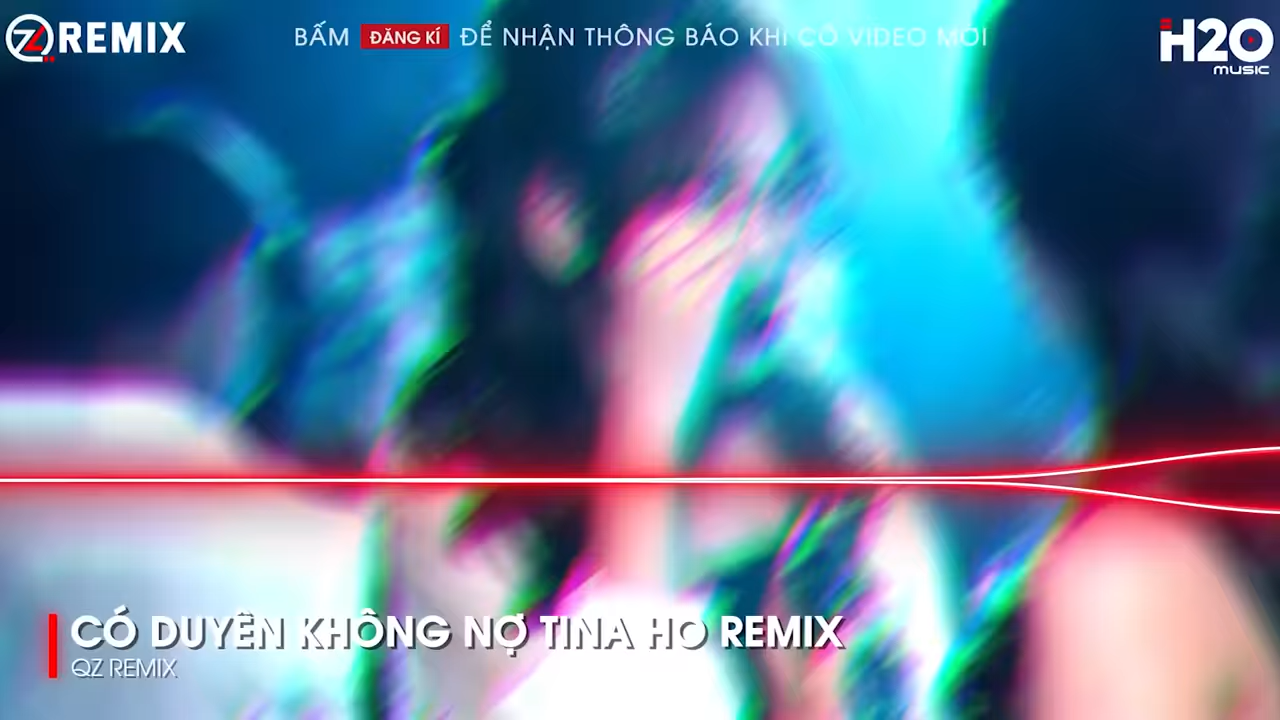 QZ REMIX
BẤM ĐĂNG KÍ ĐỂ NHẬN THÔNG BÁO KHI CÓ VIDEO MỚI
H2O
MUSIC
CÓ DUYÊN KHÔNG NỢ TINA HO REMIX
QZ REMIX